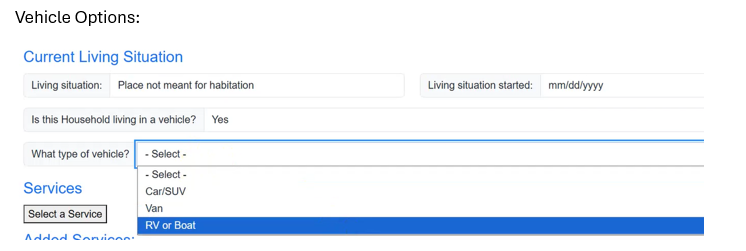 Vehicle Options:
Current Living Situation
Living situation: Place not meant for habitation Living situation started: mm/dd/yyyy
Is this Household living in a vehicle? Yes
What type of vehicle? - Select -
- Select -
Services Car/SUV
Select a Service Van
RV or Boat
Added Services: